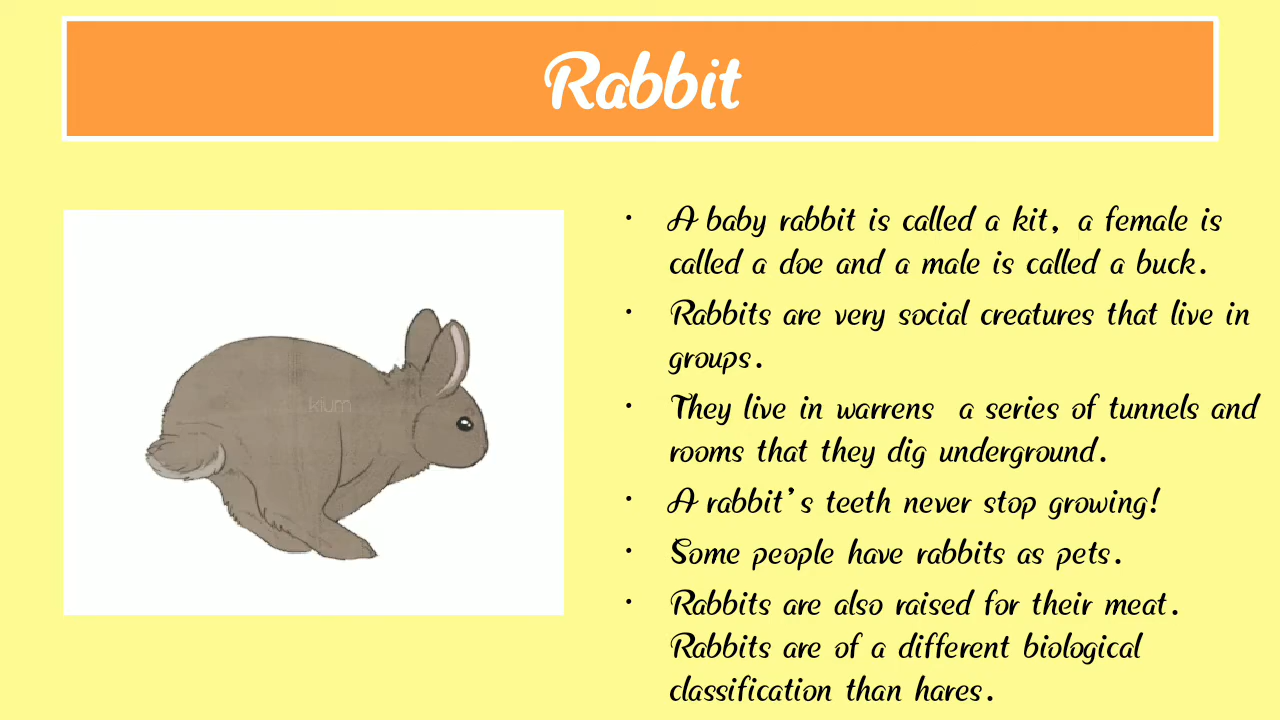 Rabbit
• A baby rabbit is called a kit, a female is
called a doe and a male is called a buck.
• Rabbits are very social creatures that live in
groups.
• They live in warrens  a series of tunnels and
rooms that they dig underground.
• A rabbit's teeth never stop growing!
• Some people have rabbits as pets.
• Rabbits are also raised for their meat.
Rabbits are of a different biological
classification than hares.
kium